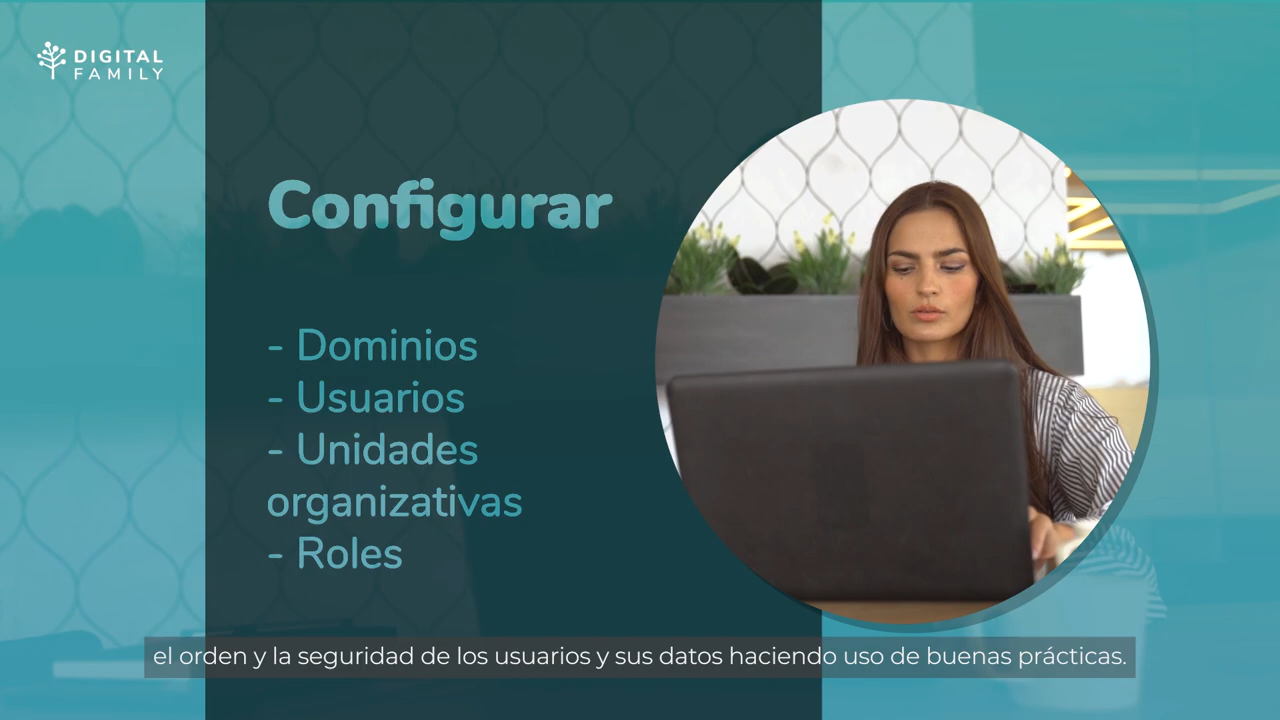 DIGITAL
FAMILY
Configurar
- Dominios
- Usuarios
- Unidades
organizativas
- Roles
el orden y la seguridad de los usuarios y sus datos haciendo uso de buenas prácticas.